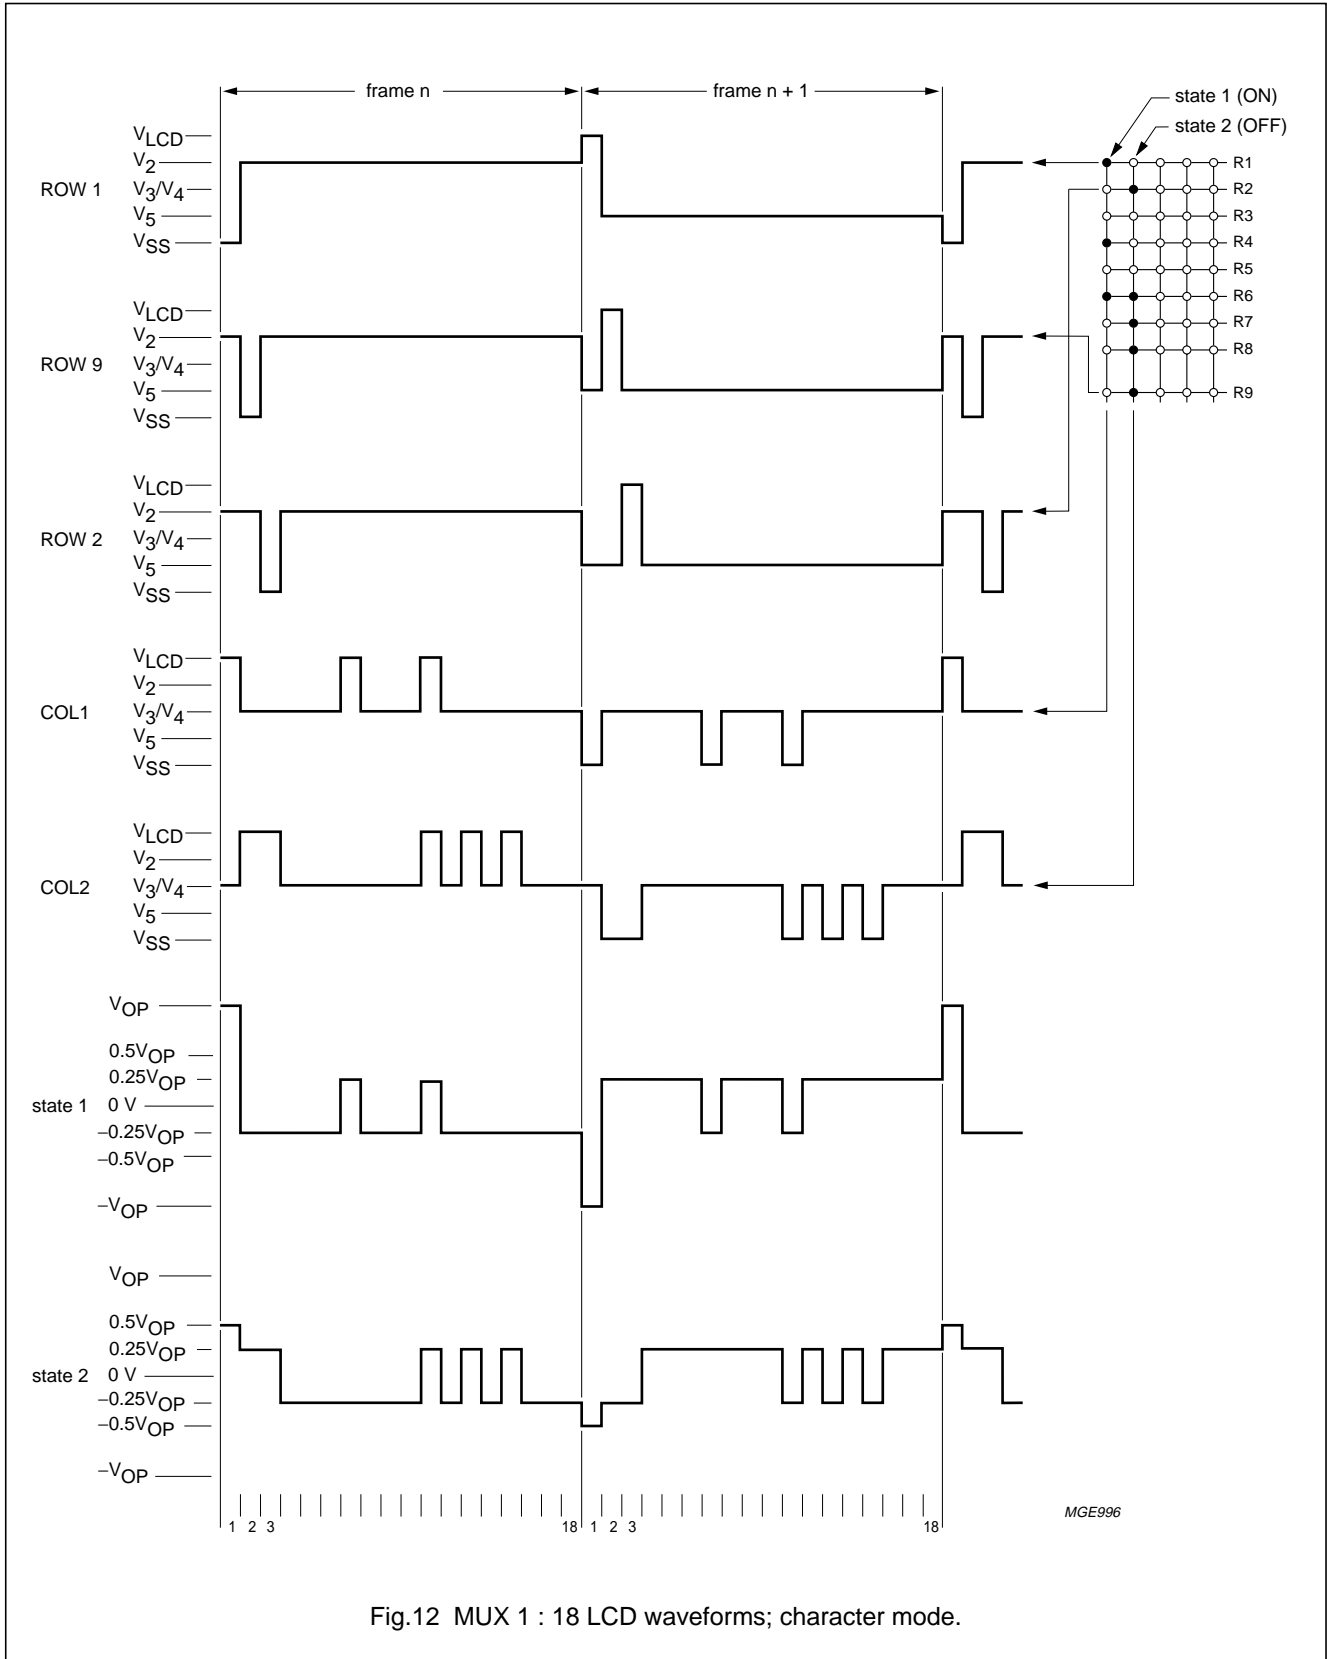 frame n
frame n + 1
state 1 (ON)
state 2 (OFF)
ROW 1
VLCD
V2
V3/V4
V5
VSS
R1
R2
R3
R4
R5
R6
R7
R8
R9
ROW 9
VLCD
V2
V3/V4
V5
VSS
ROW 2
VLCD
V2
V3/V4
V5
VSS
COL1
VLCD
V2
V3/V4
V5
VSS
COL2
VLCD
V2
V3/V4
V5
VSS
state 1
VOP
0.5VOP
0.25VOP
0 V
−0.25VOP
−0.5VOP
−VOP
state 2
VOP
0.5VOP
0.25VOP
0 V
−0.25VOP
−0.5VOP
−VOP
1 2 3 18 1 2 3 18
MGE996
Fig.12 MUX 1 : 18 LCD waveforms; character mode.